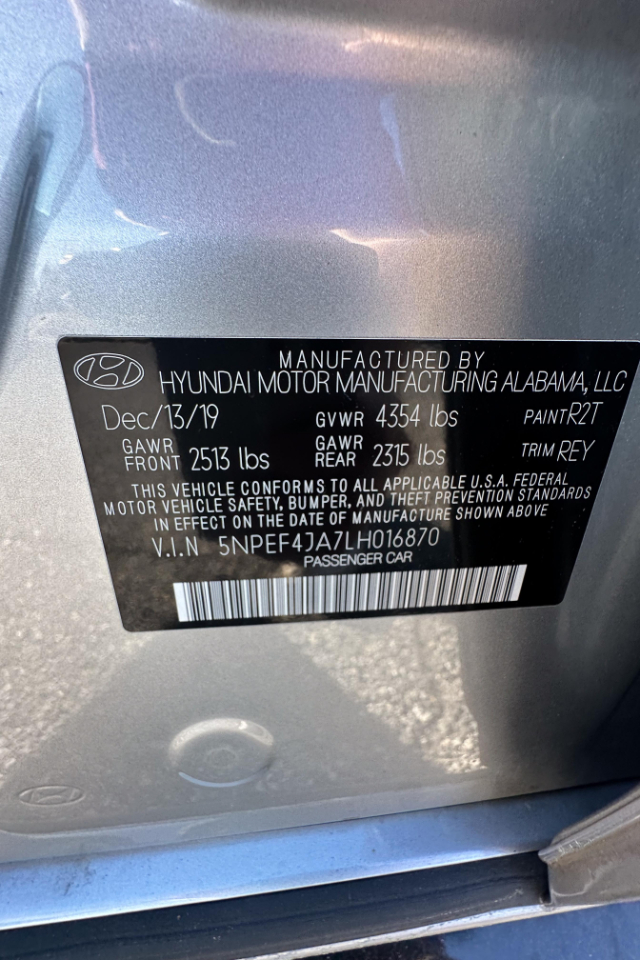 MANUFACTURED BY
HYUNDAI MOTOR MANUFACTURING ALABAMA, LLC
Dec/13/19 GVWR 4354 lbs PAINT R2T
GAWR FRONT 2513 lbs GAWR REAR 2315 lbs TRIM REY
THIS VEHICLE CONFORMS TO ALL APPLICABLE U.S.A. FEDERAL
MOTOR VEHICLE SAFETY, BUMPER, AND THEFT PREVENTION STANDARDS
IN EFFECT ON THE DATE OF MANUFACTURE SHOWN ABOVE.
V.I.N 5NPEF4JA7LH016870
PASSENGER CAR